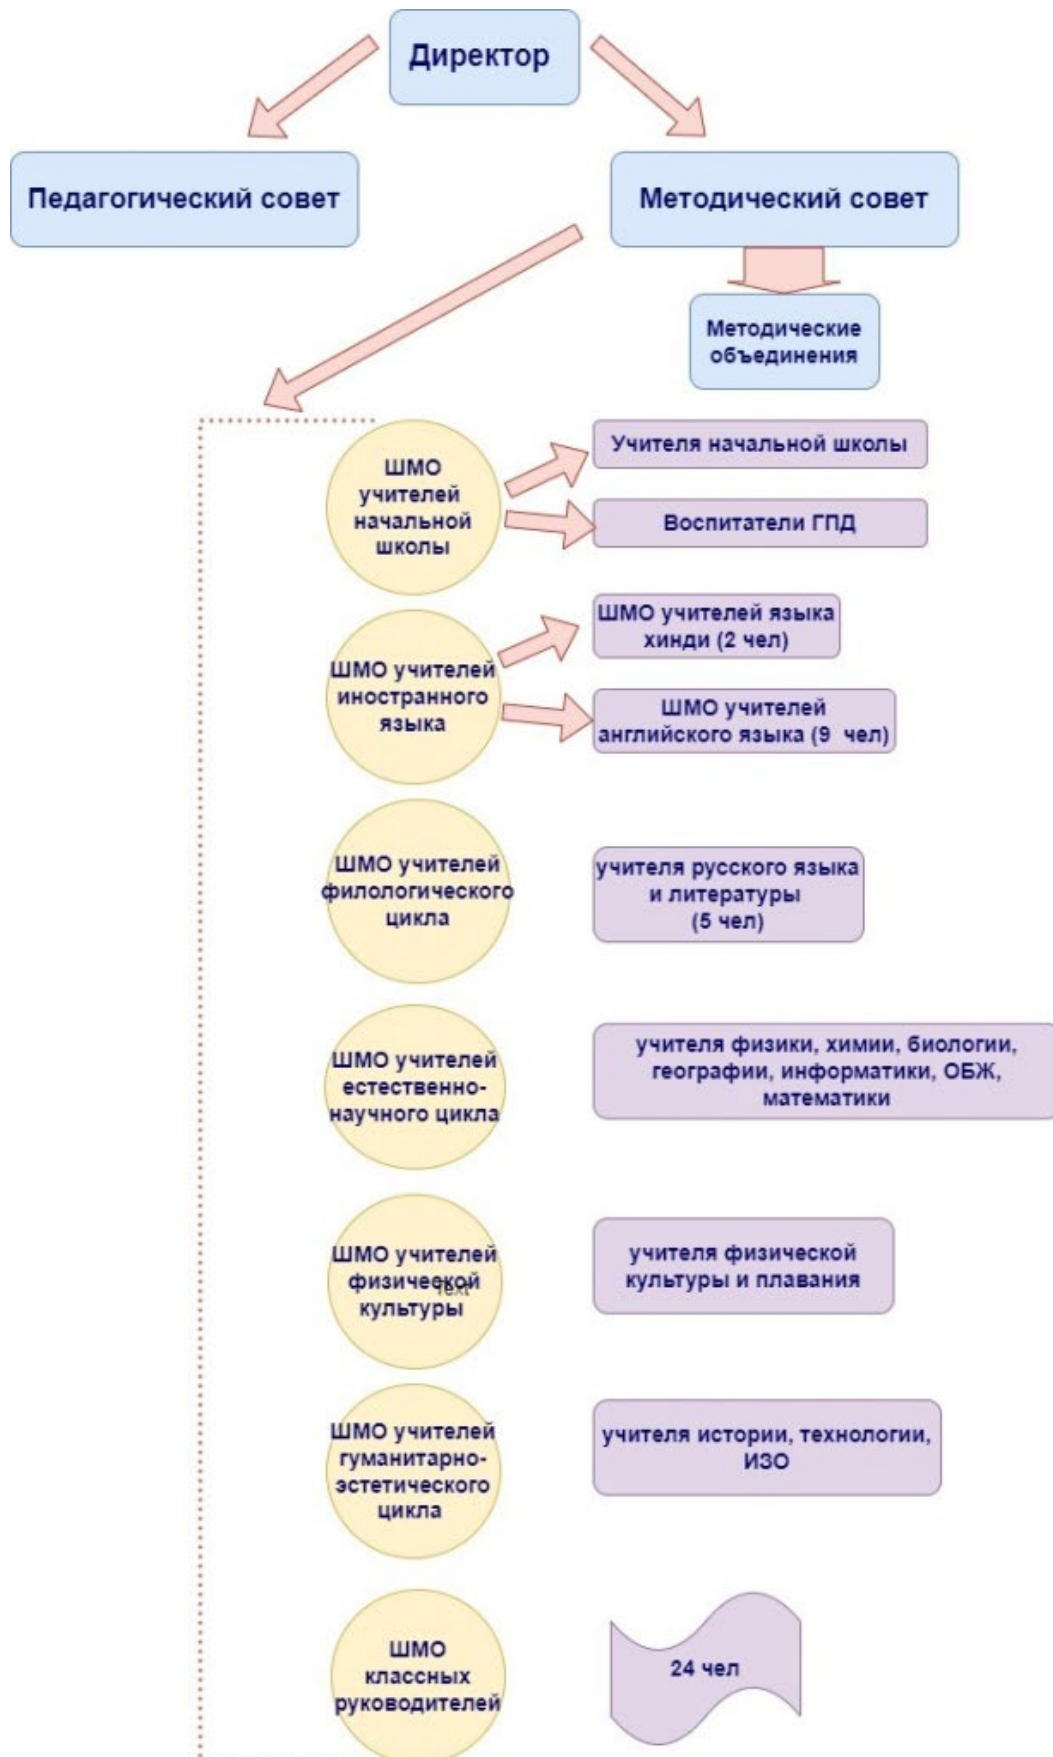 Директор
Педагогический совет
Методический совет
Методические
объединения
ШМО
учителей
начальной
школы
Учителя начальной школы
Воспитатели ГПД
ШМО учителей
иностранного
языка
ШМО учителей языка
хинди (2 чел)
ШМО учителей
английского языка (9 чел)
ШМО учителей
филологического
цикла
учителя русского языка
и литературы
(5 чел)
ШМО учителей
естественно-
научного цикла
учителя физики, химии, биологии,
географии, информатики, ОБЖ,
математики
ШМО учителей
физической
культуры
Text
учителя физической
культуры и плавания
ШМО учителей
гуманитарно-
эстетического
цикла
учителя истории, технологии,
ИЗО
ШМО
классных
руководителей
24 чел